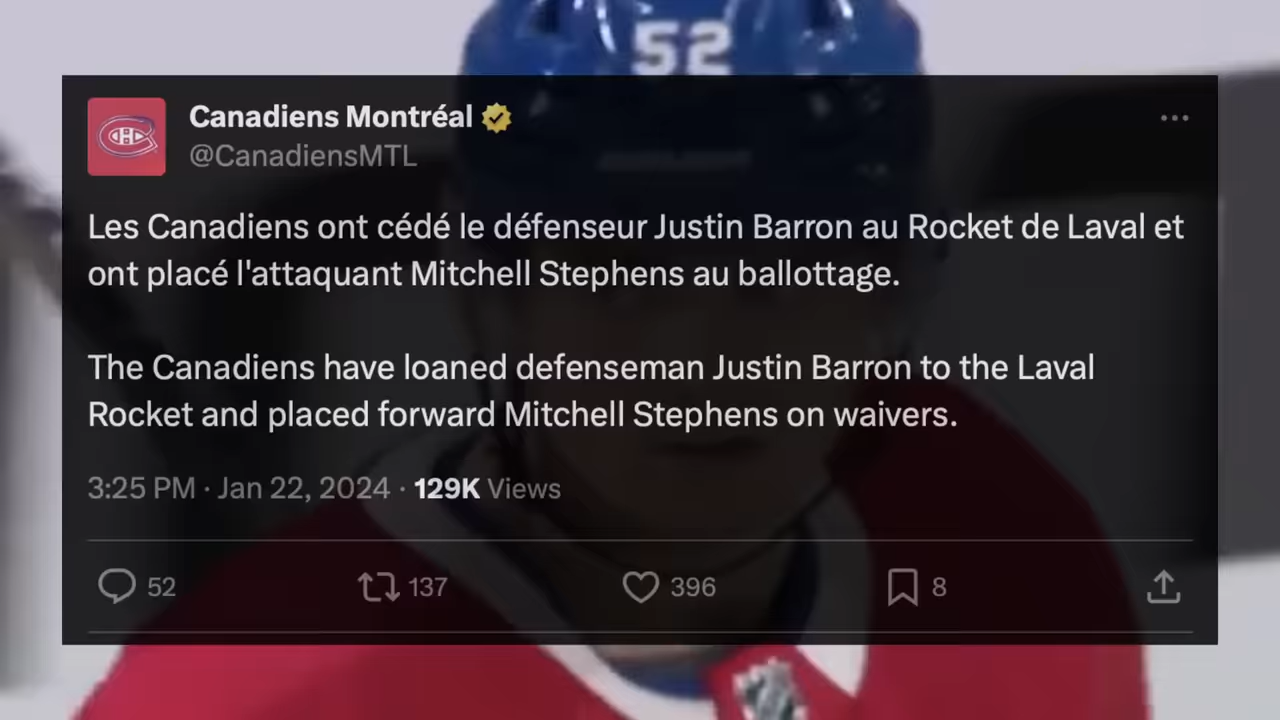 52
Canadiens Montréal
@CanadiensMTL
Les Canadiens ont cédé le défenseur Justin Barron au Rocket de Laval et
ont placé l'attaquant Mitchell Stephens au ballottage.
The Canadiens have loaned defenseman Justin Barron to the Laval
Rocket and placed forward Mitchell Stephens on waivers.
3:25 PM · Jan 22, 2024 · 129K Views
52 137 396 8